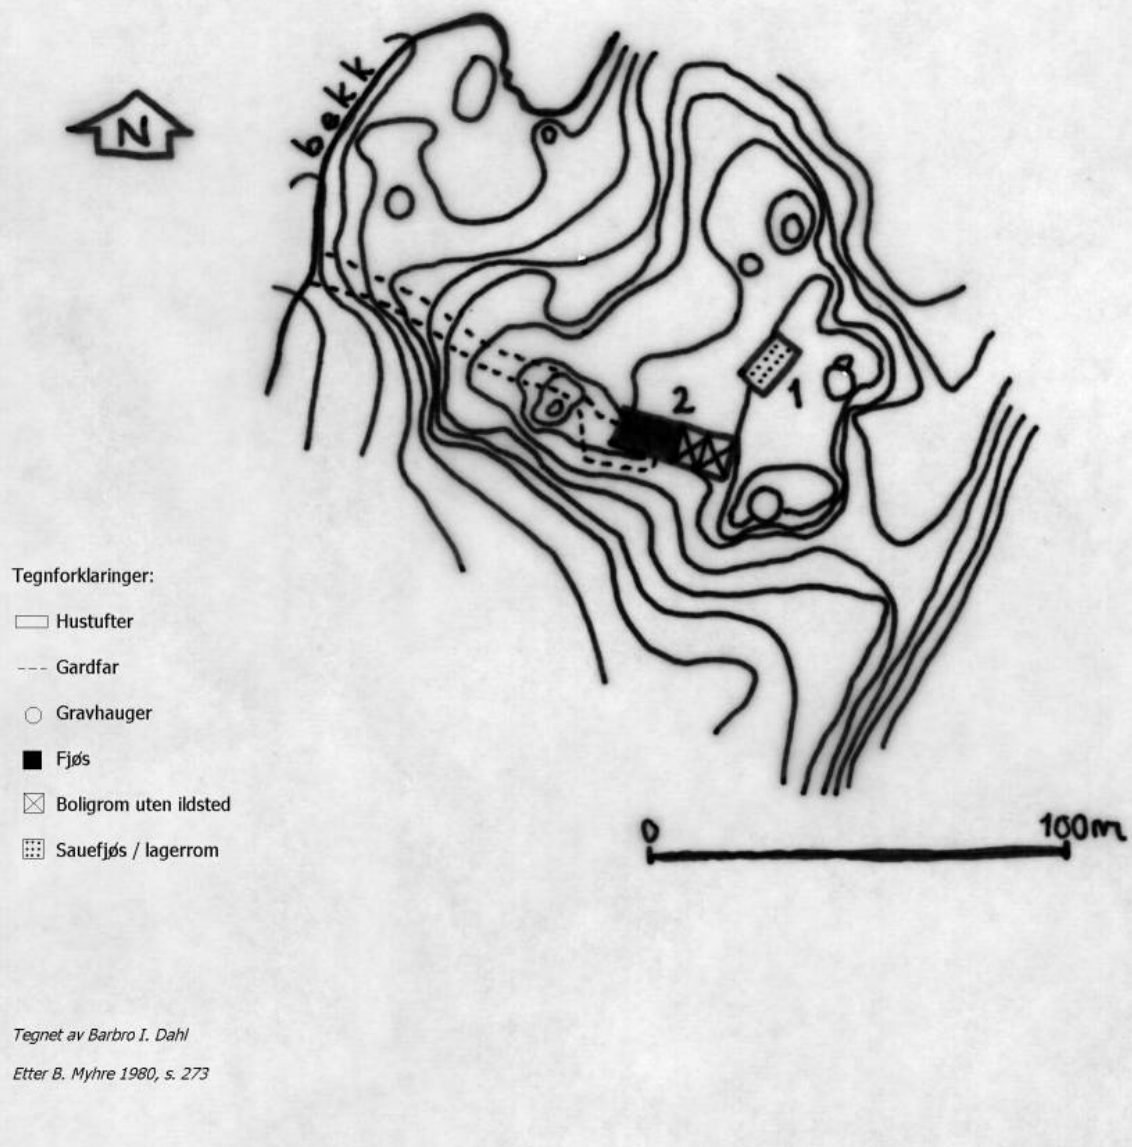 bekk
N
2
1
Tegnforklaringer:
Hustufter
Gardfar
Gravhauger
Fjøs
Boligrom uten ildsted
Sauefjøs / lagerrom
0
100m
Tegnet av Barbro I. Dahl
Etter B. Myhre 1980, s. 273